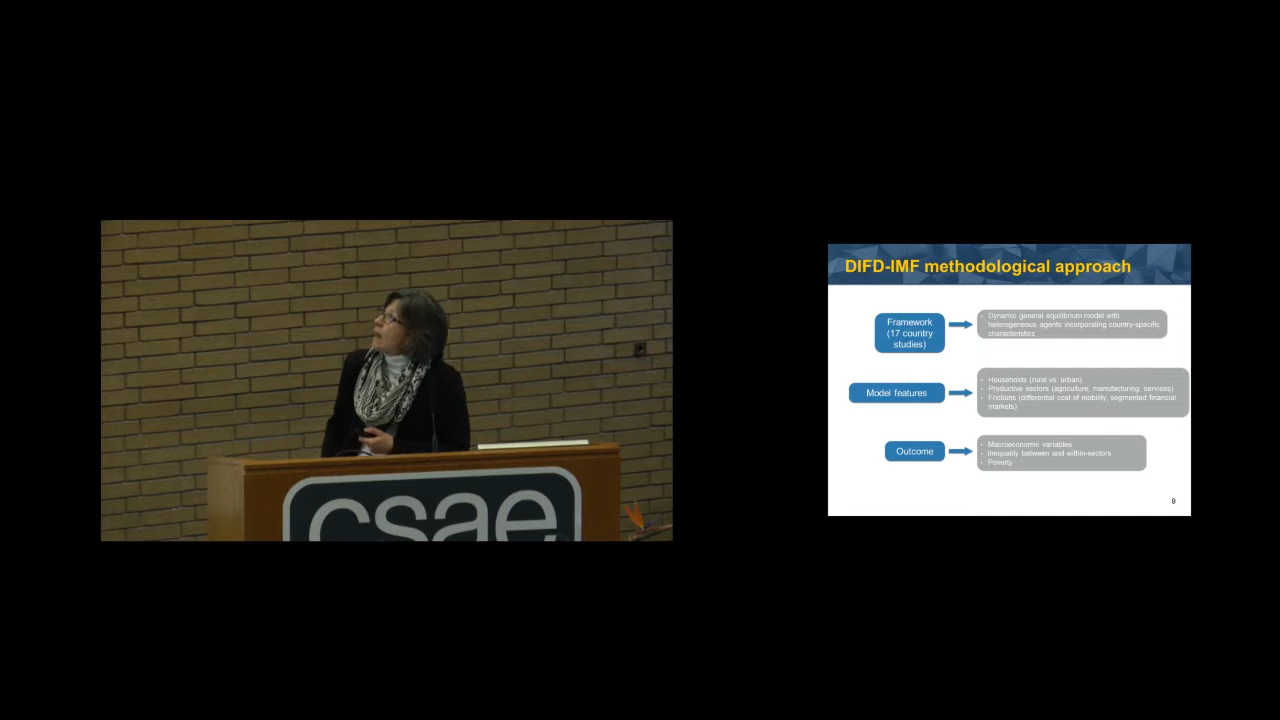 csae
DIFD-IMF methodological approach
Framework
(17 country
studies)
- Dynamic general equilibrium model with
heterogeneous agents incorporating country-specific
characteristics
Model features
- Households (rural vs. urban)
- Productive sectors (agriculture, manufacturing, services)
- Frictions (differential cost of mobility, segmented financial
markets)
Outcome
- Macroeconomic variables
- Inequality between and within-sectors
- Poverty
9